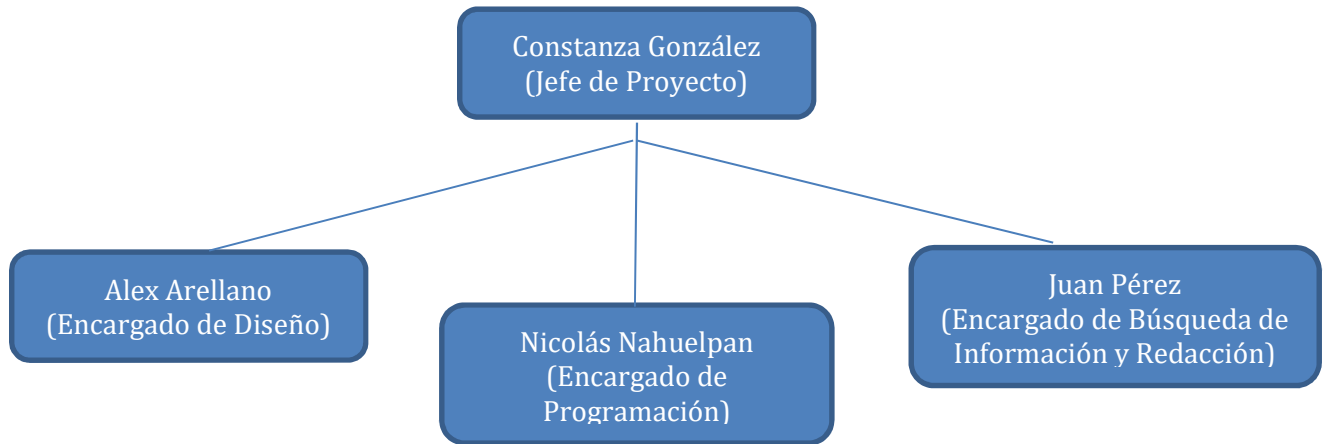 Constanza González
(Jefe de Proyecto)
Alex Arellano
(Encargado de Diseño)
Nicolás Nahuelpan
(Encargado de
Programación)
Juan Pérez
(Encargado de Búsqueda de
Información y Redacción)